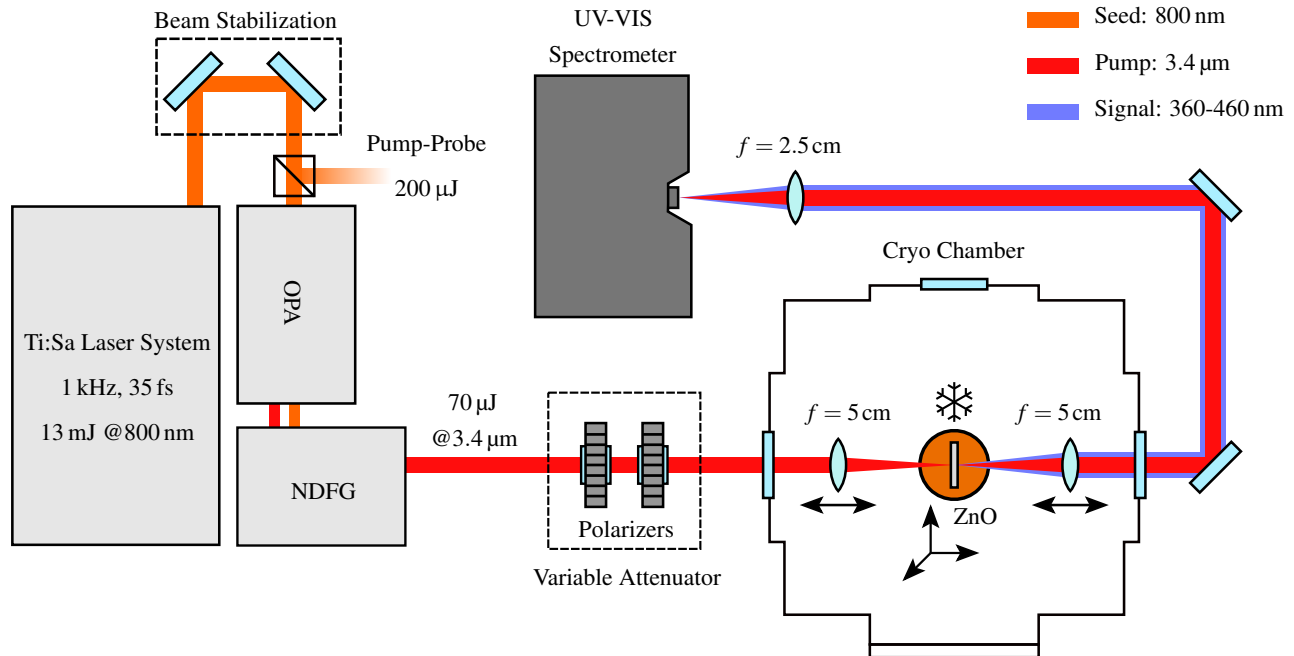 Beam Stabilization
UV-VIS
Spectrometer
Seed: 800 nm
Pump: 3.4 µm
Signal: 360-460 nm
Pump-Probe
200 µJ
f = 2.5 cm
Cryo Chamber
OPA
Ti:Sa Laser System
1 kHz, 35 fs
13 mJ @800 nm
70 µJ
@3.4 µm
f = 5 cm
f = 5 cm
NDFG
Polarizers
ZnO
Variable Attenuator